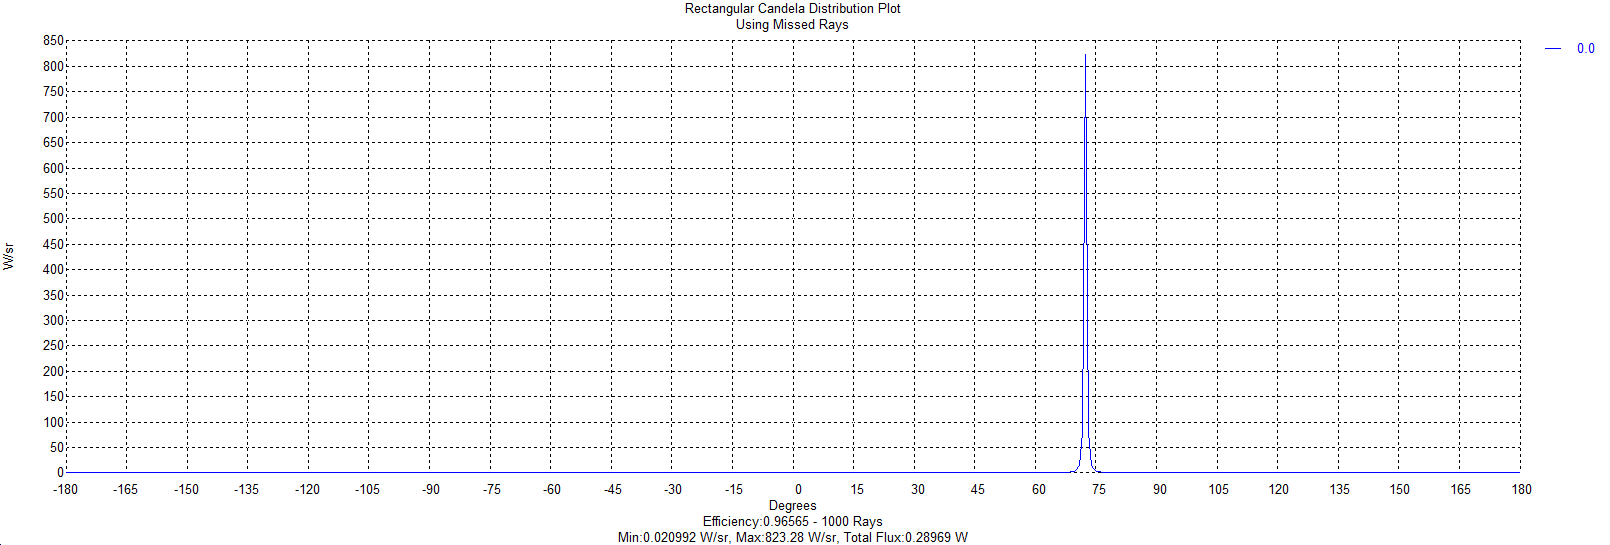 Rectangular Candela Distribution Plot
Using Missed Rays
0.0
850
800
750
700
650
600
550
500
450
400
350
300
250
200
150
100
50
0
W/sr
-180 -165 -150 -135 -120 -105 -90 -75 -60 -45 -30 -15 0 15 30 45 60 75 90 105 120 135 150 165 180
Degrees
Efficiency:0.96565 - 1000 Rays
Min:0.020992 W/sr, Max:823.28 W/sr, Total Flux:0.28969 W